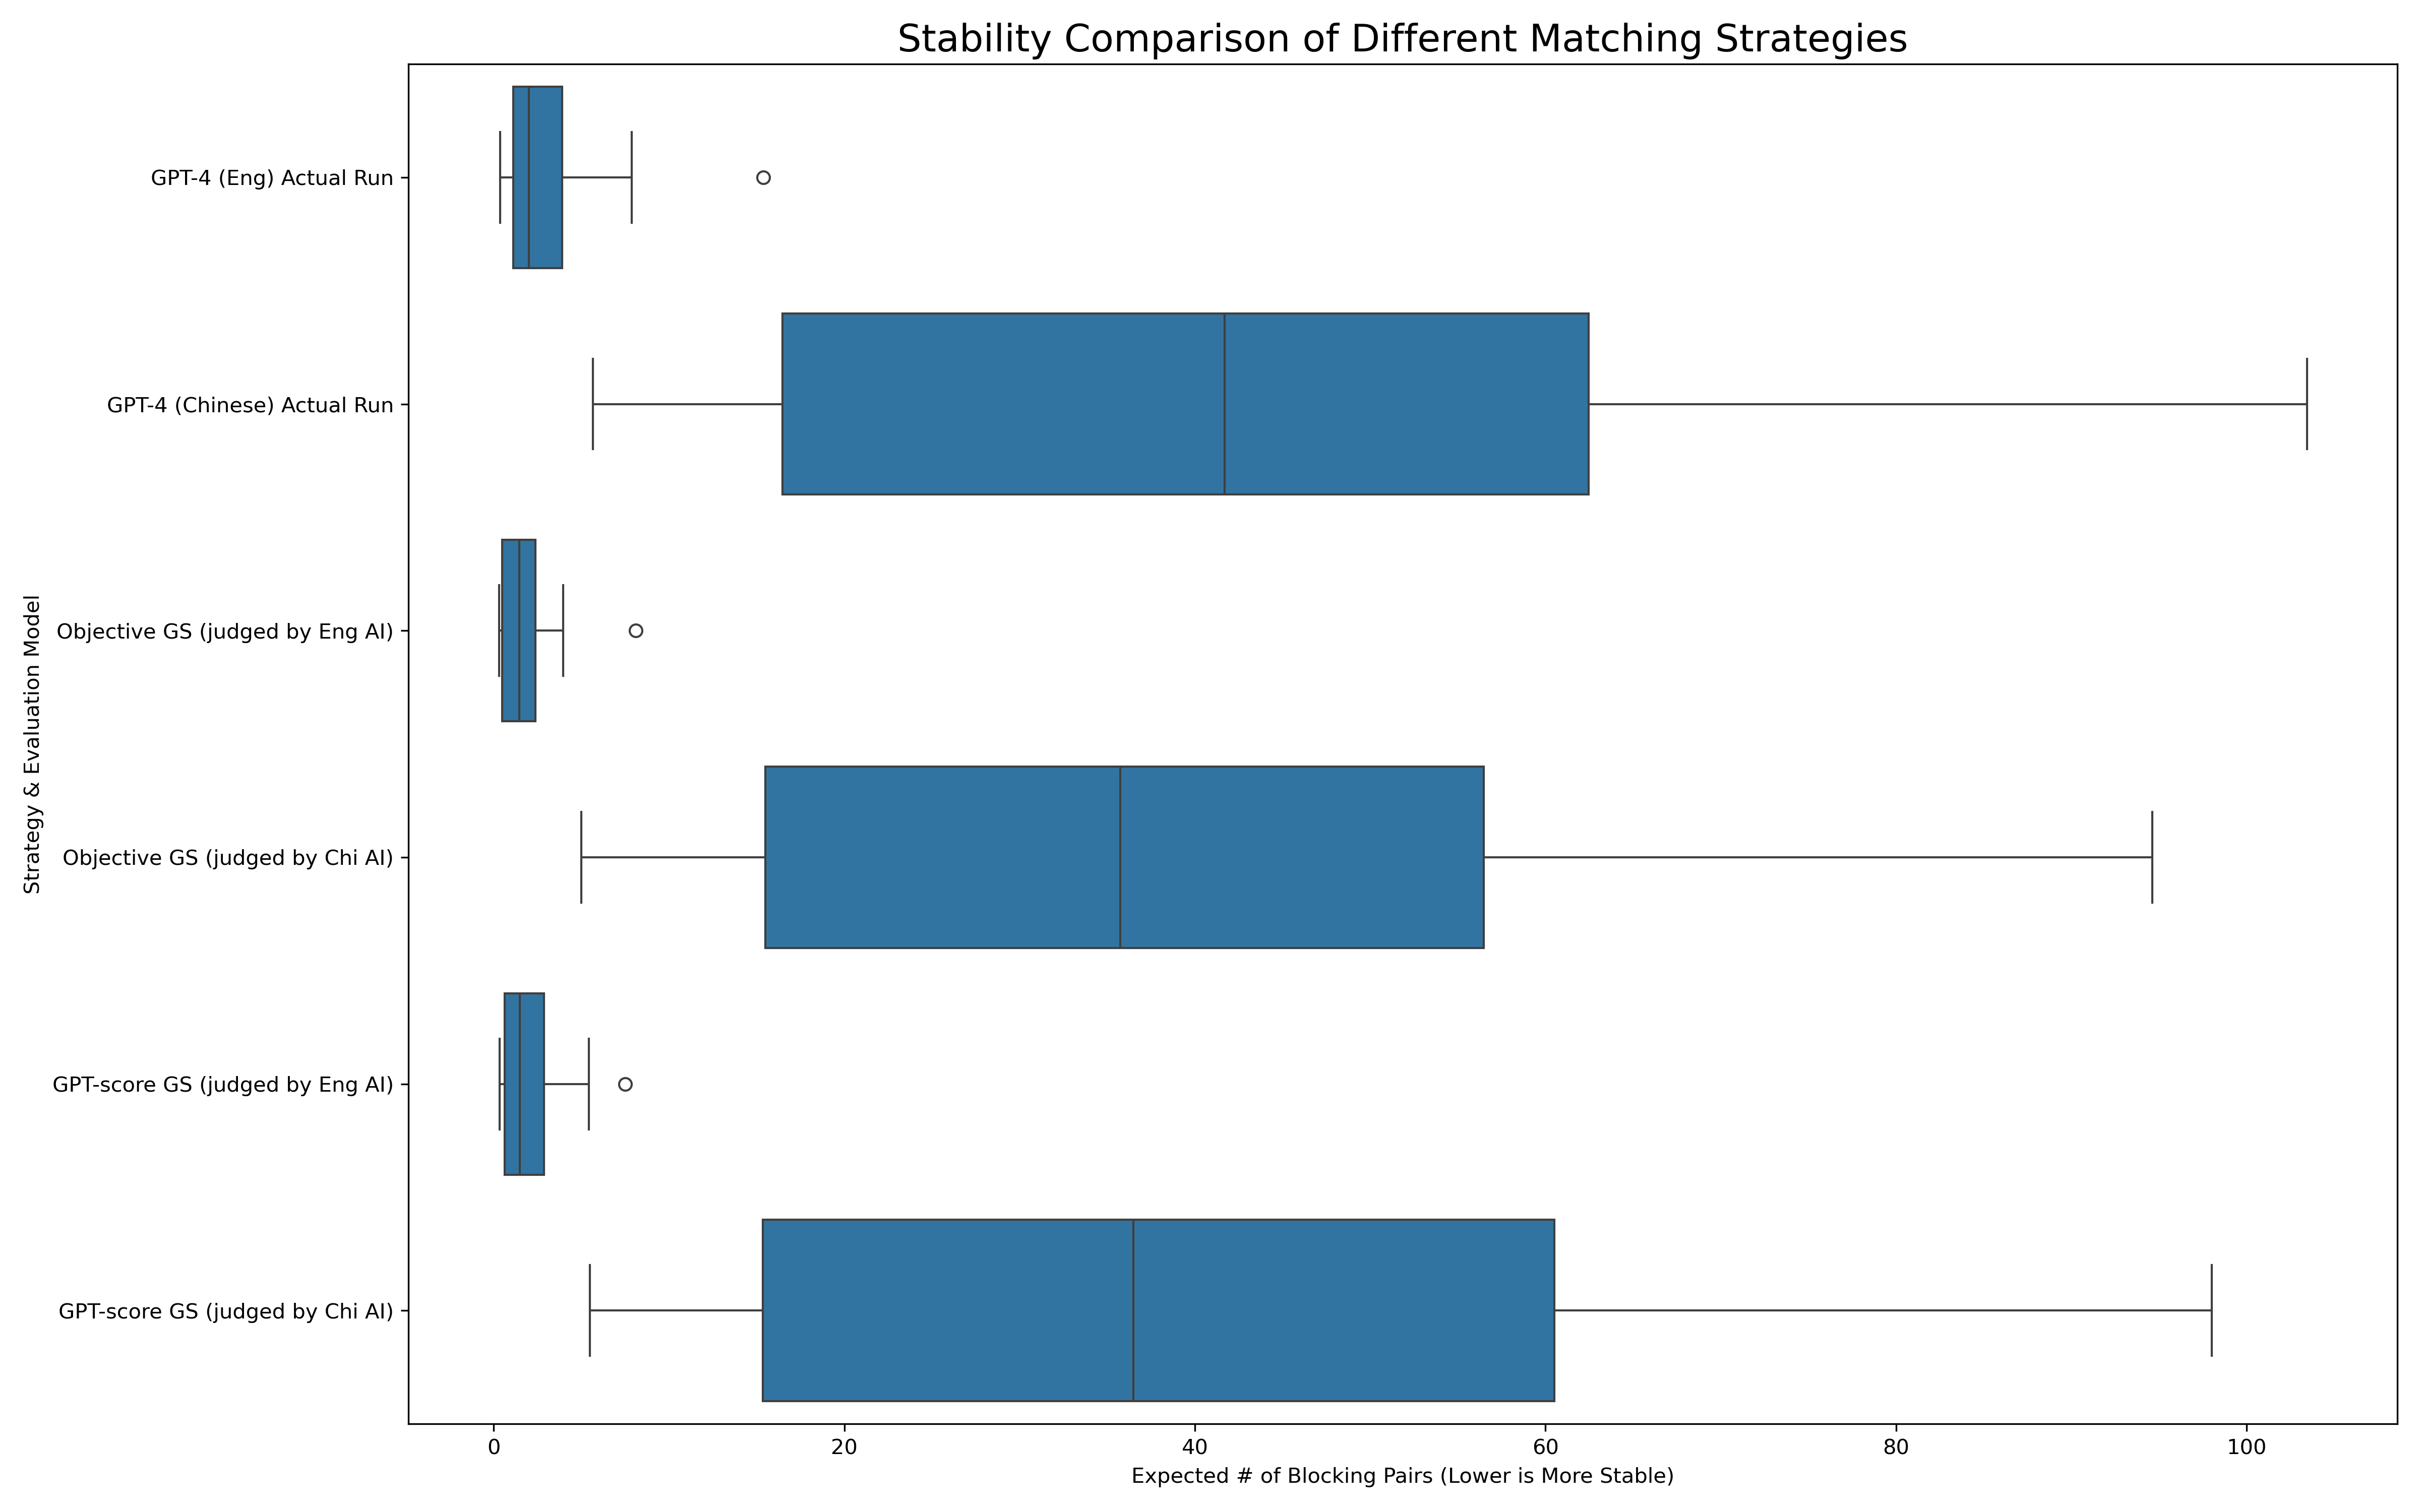 Stability Comparison of Different Matching Strategies
Strategy & Evaluation Model
GPT-4 (Eng) Actual Run
GPT-4 (Chinese) Actual Run
Objective GS (judged by Eng AI)
Objective GS (judged by Chi AI)
GPT-score GS (judged by Eng AI)
GPT-score GS (judged by Chi AI)
0 20 40 60 80 100
Expected # of Blocking Pairs (Lower is More Stable)